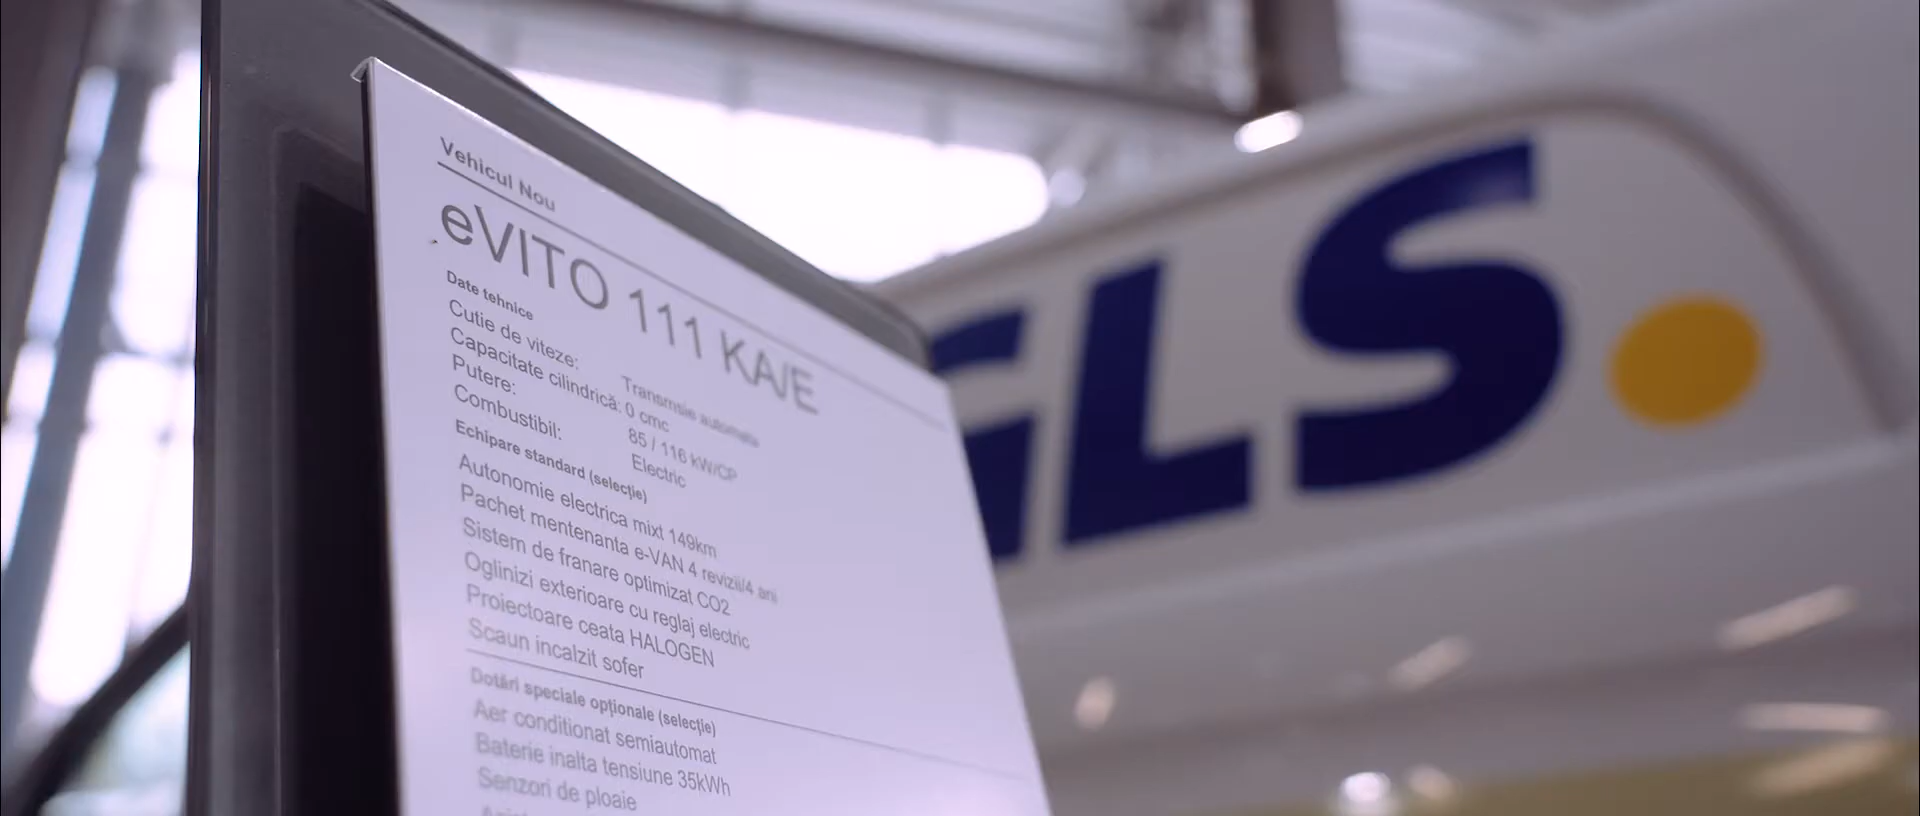 Vehicul Nou
eVITO 111 KA/E
Date tehnice
Cutie de viteze: Transmsie automata
Capacitate cilindrică: 0 cmc
Putere: 85 / 116 kW/CP
Combustibil: Electric
Echipare standard (selecție)
Autonomie electrica mixt 149km
Pachet mentenanta e-VAN 4 revizii/4 ani
Sistem de franare optimizat CO2
Oglinizi exterioare cu reglaj electric
Proiectoare ceata HALOGEN
Scaun incalzit sofer
Dotări speciale opționale (selecție)
Aer conditionat semiautomat
Baterie inalta tensiune 35kWh
Senzori de ploaie
GLS.